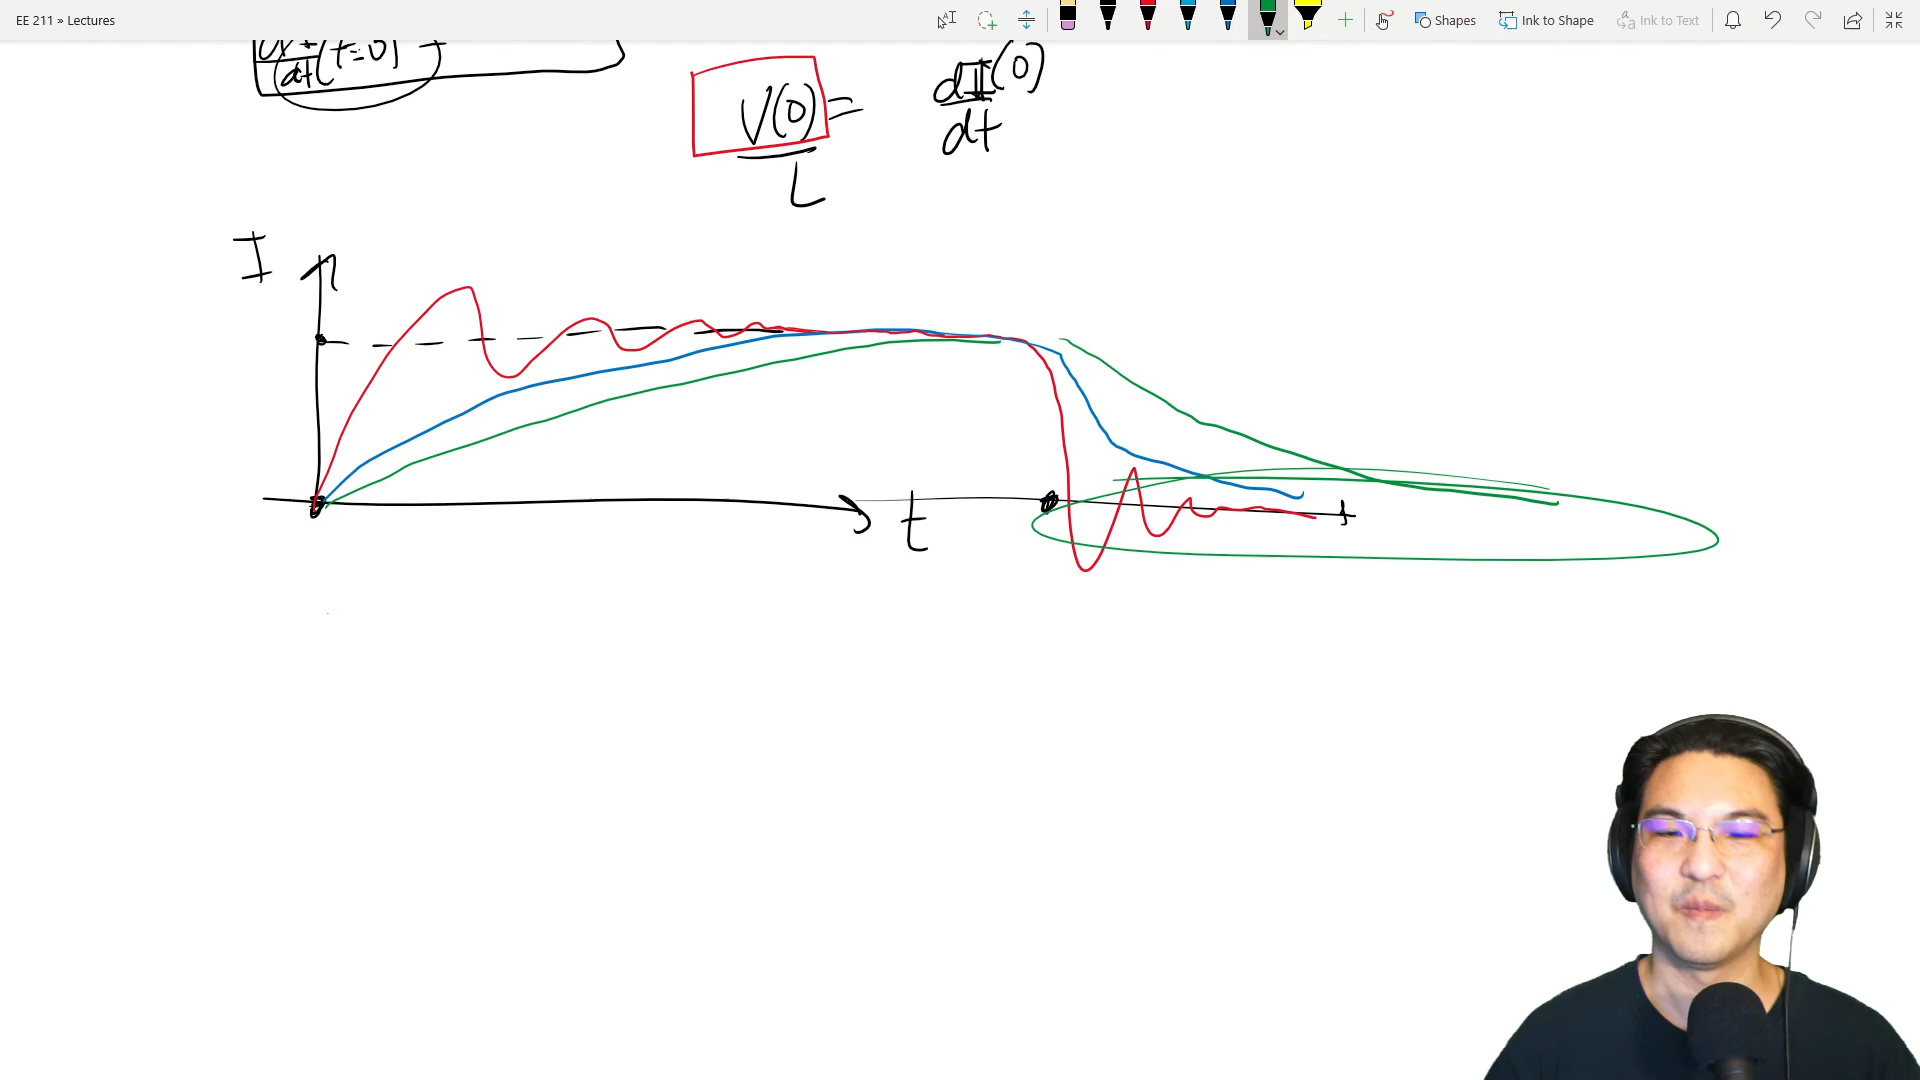 EE 211 » Lectures
Shapes
Ink to Shape
Ink to Text
dt (t=0)
V(0) = dI(0)
L dt
I
t
t